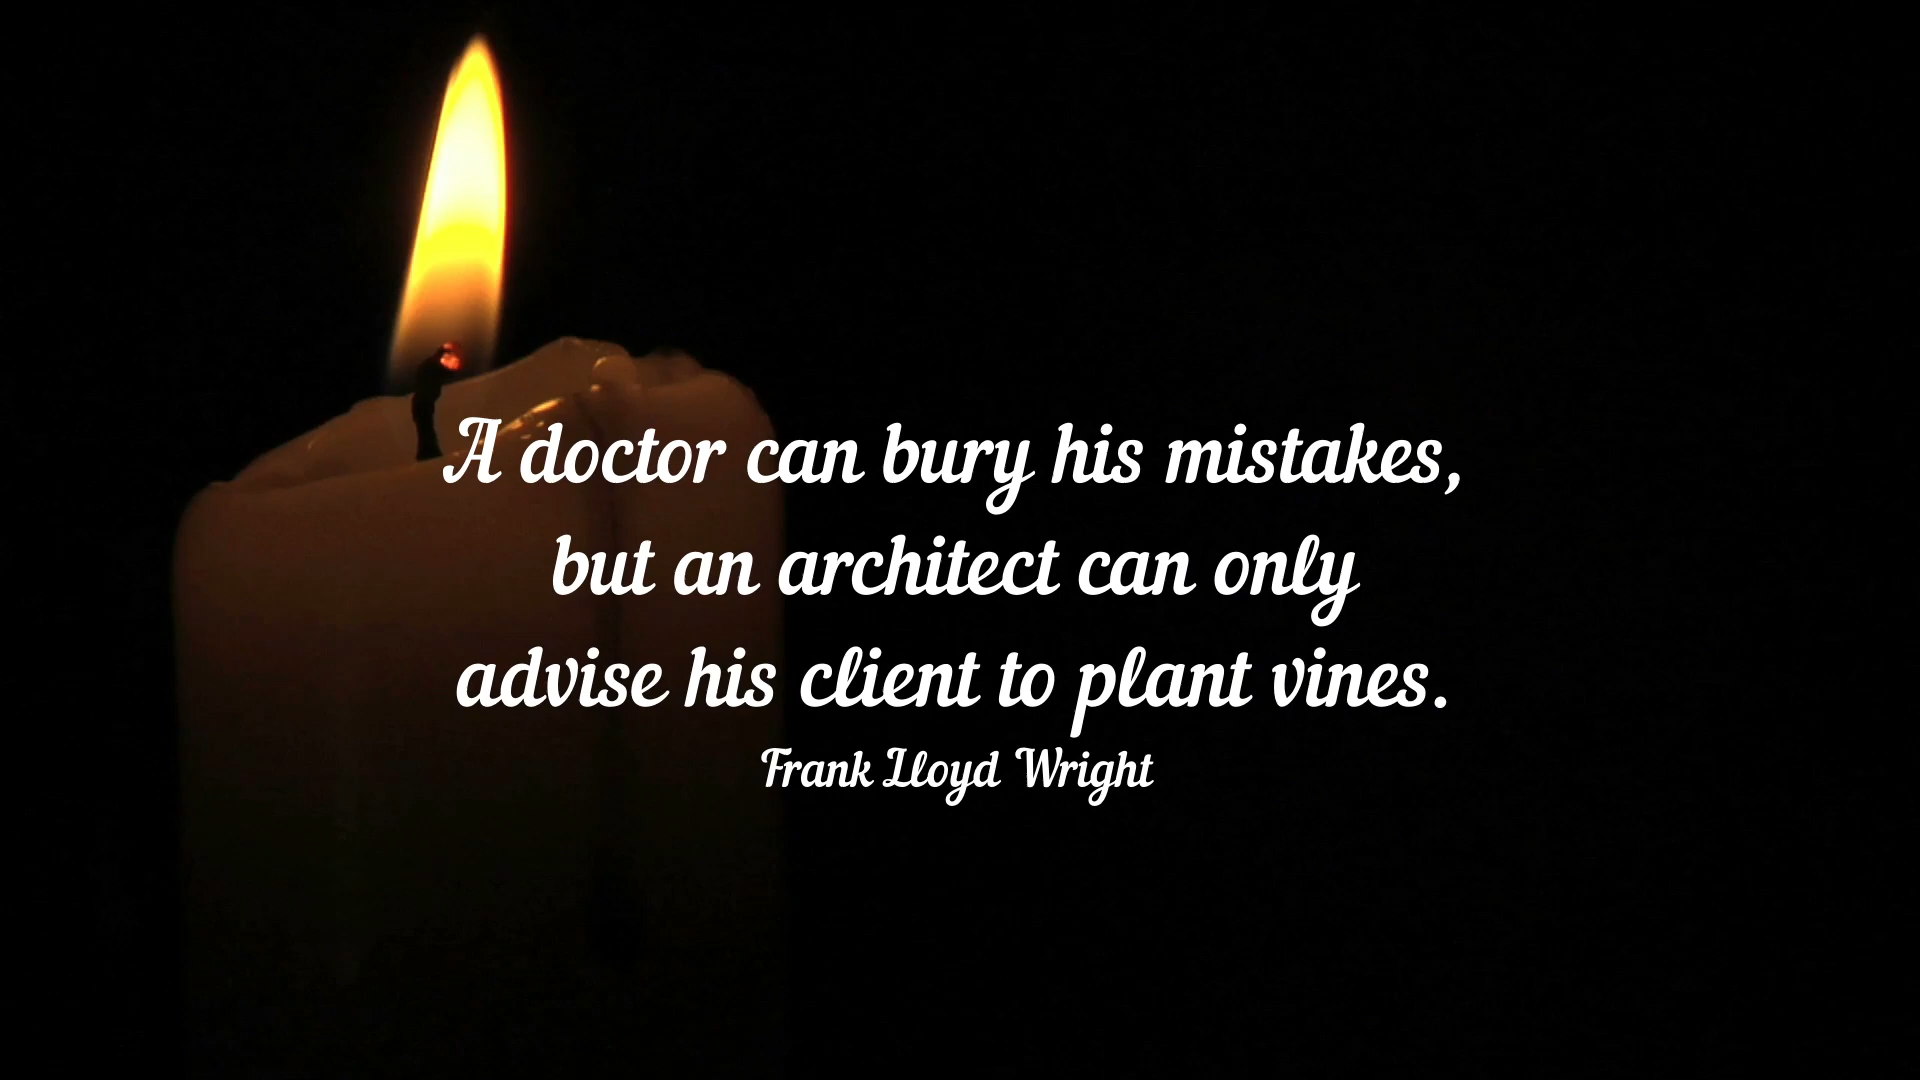 A doctor can bury his mistakes,
but an architect can only
advise his client to plant vines.
Frank Lloyd Wright